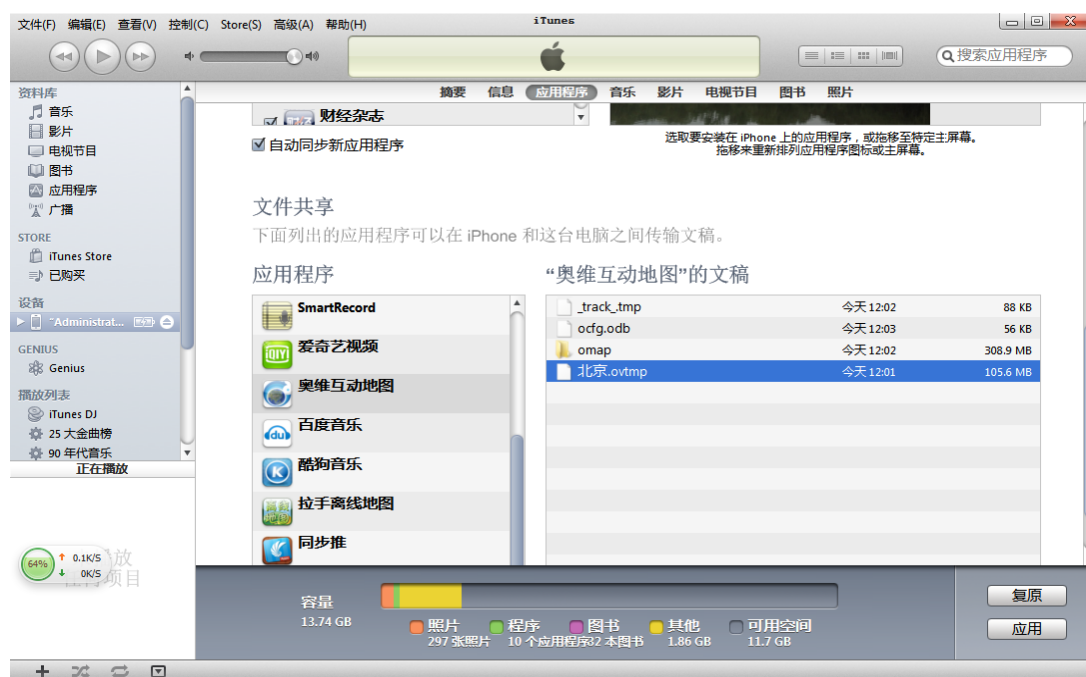 文件(F) 编辑(E) 查看(V) 控制(C) Store(S) 高级(A) 帮助(H)
iTunes
搜索应用程序
资料库
音乐
影片
电视节目
图书
应用程序
广播
STORE
iTunes Store
已购买
设备
"Administrat...
GENIUS
Genius
播放列表
iTunes DJ
25 大金曲榜
90 年代音乐
正在播放
64%
0.1K/S
0K/S
放
项目
摘要 信息 应用程序 音乐 影片 电视节目 图书 照片
财经杂志
自动同步新应用程序
选取要安装在 iPhone 上的应用程序，或拖移至特定主屏幕。
拖移来重新排列应用程序图标或主屏幕。
文件共享
下面列出的应用程序可以在 iPhone 和这台电脑之间传输文稿。
应用程序
SmartRecord
爱奇艺视频
奥维互动地图
百度音乐
酷狗音乐
拉手离线地图
同步推
“奥维互动地图”的文稿
_track_.tmp 今天 12:02 88 KB
ocfg.odb 今天 12:03 56 KB
omap 今天 12:02 308.9 MB
北京.ovtmp 今天 12:01 105.6 MB
容量
13.74 GB
照片 程序 图书 其他 可用空间
297 张照片 10 个应用程序 32 本图书 1.86 GB 11.7 GB
复原
应用